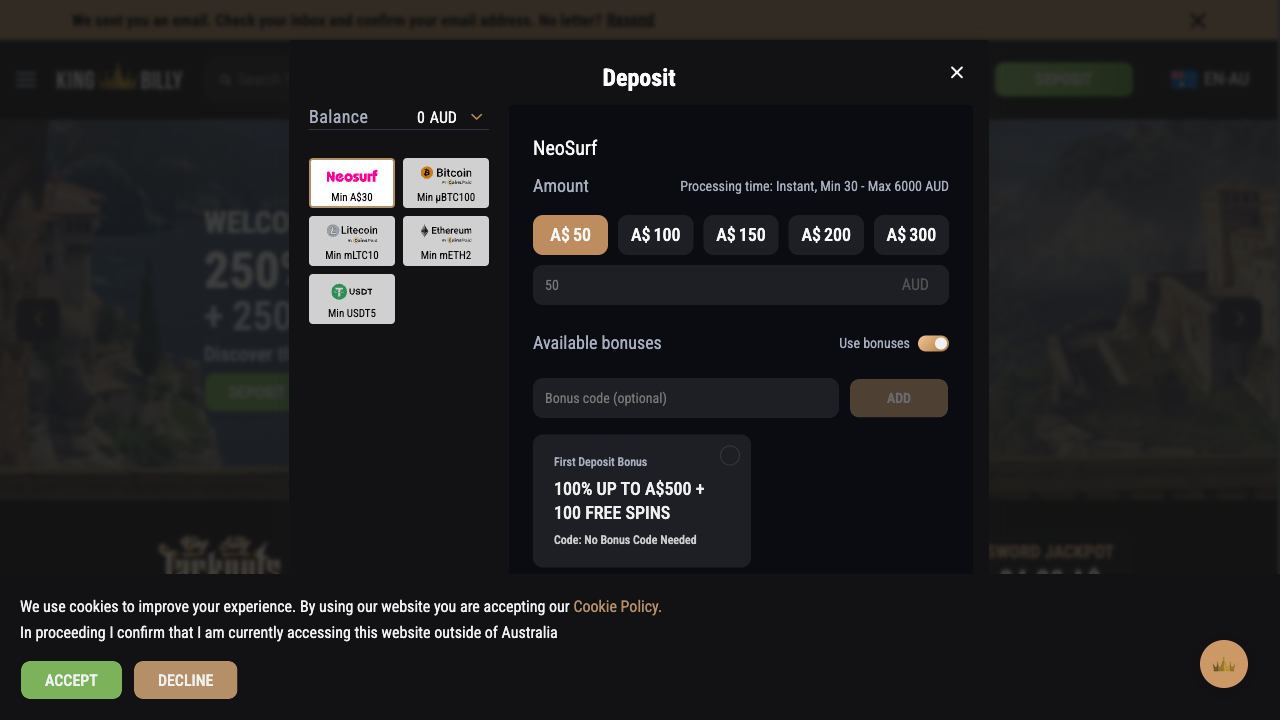 We sent you an email. Check your inbox and confirm your email address. No letter? Resend
KING BILLY
Search
DEPOSIT
EN-AU
Deposit
Balance 0 AUD
Neosurf
Min A$30
Bitcoin
Min μBTC100
Litecoin
Min mLTC10
Ethereum
Min mETH2
USDT
Min USDT5
NeoSurf
Amount Processing time: Instant, Min 30 - Max 6000 AUD
A$ 50 A$ 100 A$ 150 A$ 200 A$ 300
50 AUD
Available bonuses Use bonuses
Bonus code (optional) ADD
First Deposit Bonus
100% UP TO A$500 +
100 FREE SPINS
Code: No Bonus Code Needed
250%
+ 250
DEPOSIT
Jackpots
SWORD JACKPOT
We use cookies to improve your experience. By using our website you are accepting our Cookie Policy.
In proceeding I confirm that I am currently accessing this website outside of Australia
ACCEPT DECLINE